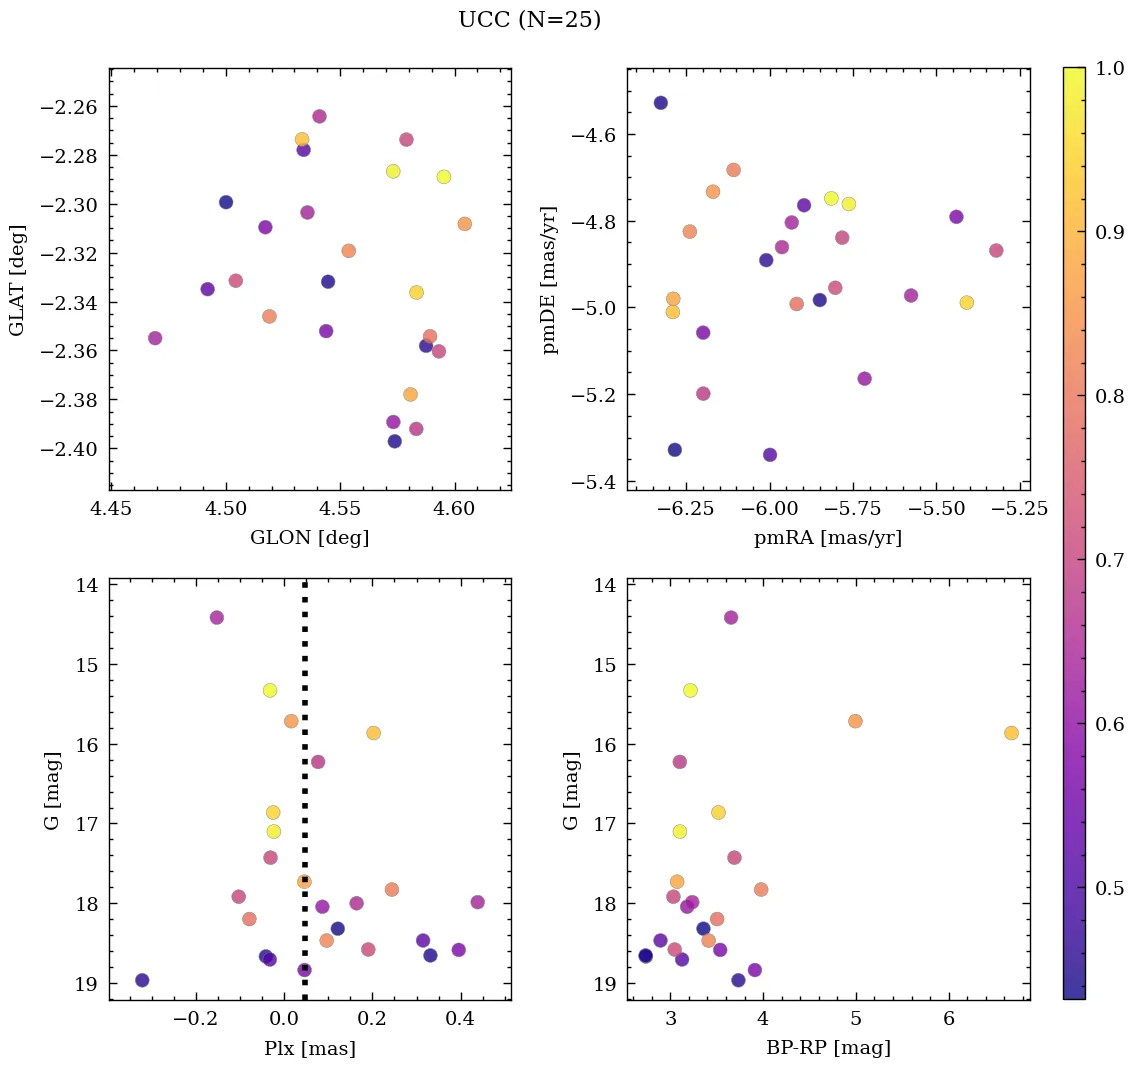 UCC (N=25)
−2.26
−2.28
−2.30
−2.32
−2.34
−2.36
−2.38
−2.40
GLAT [deg]
4.45 4.50 4.55 4.60
GLON [deg]
−4.6
−4.8
−5.0
−5.2
−5.4
pmDE [mas/yr]
−6.25 −6.00 −5.75 −5.50 −5.25
pmRA [mas/yr]
14
15
16
17
18
19
G [mag]
−0.2 0.0 0.2 0.4
Plx [mas]
14
15
16
17
18
19
G [mag]
3 4 5 6
BP-RP [mag]
1.0
0.9
0.8
0.7
0.6
0.5